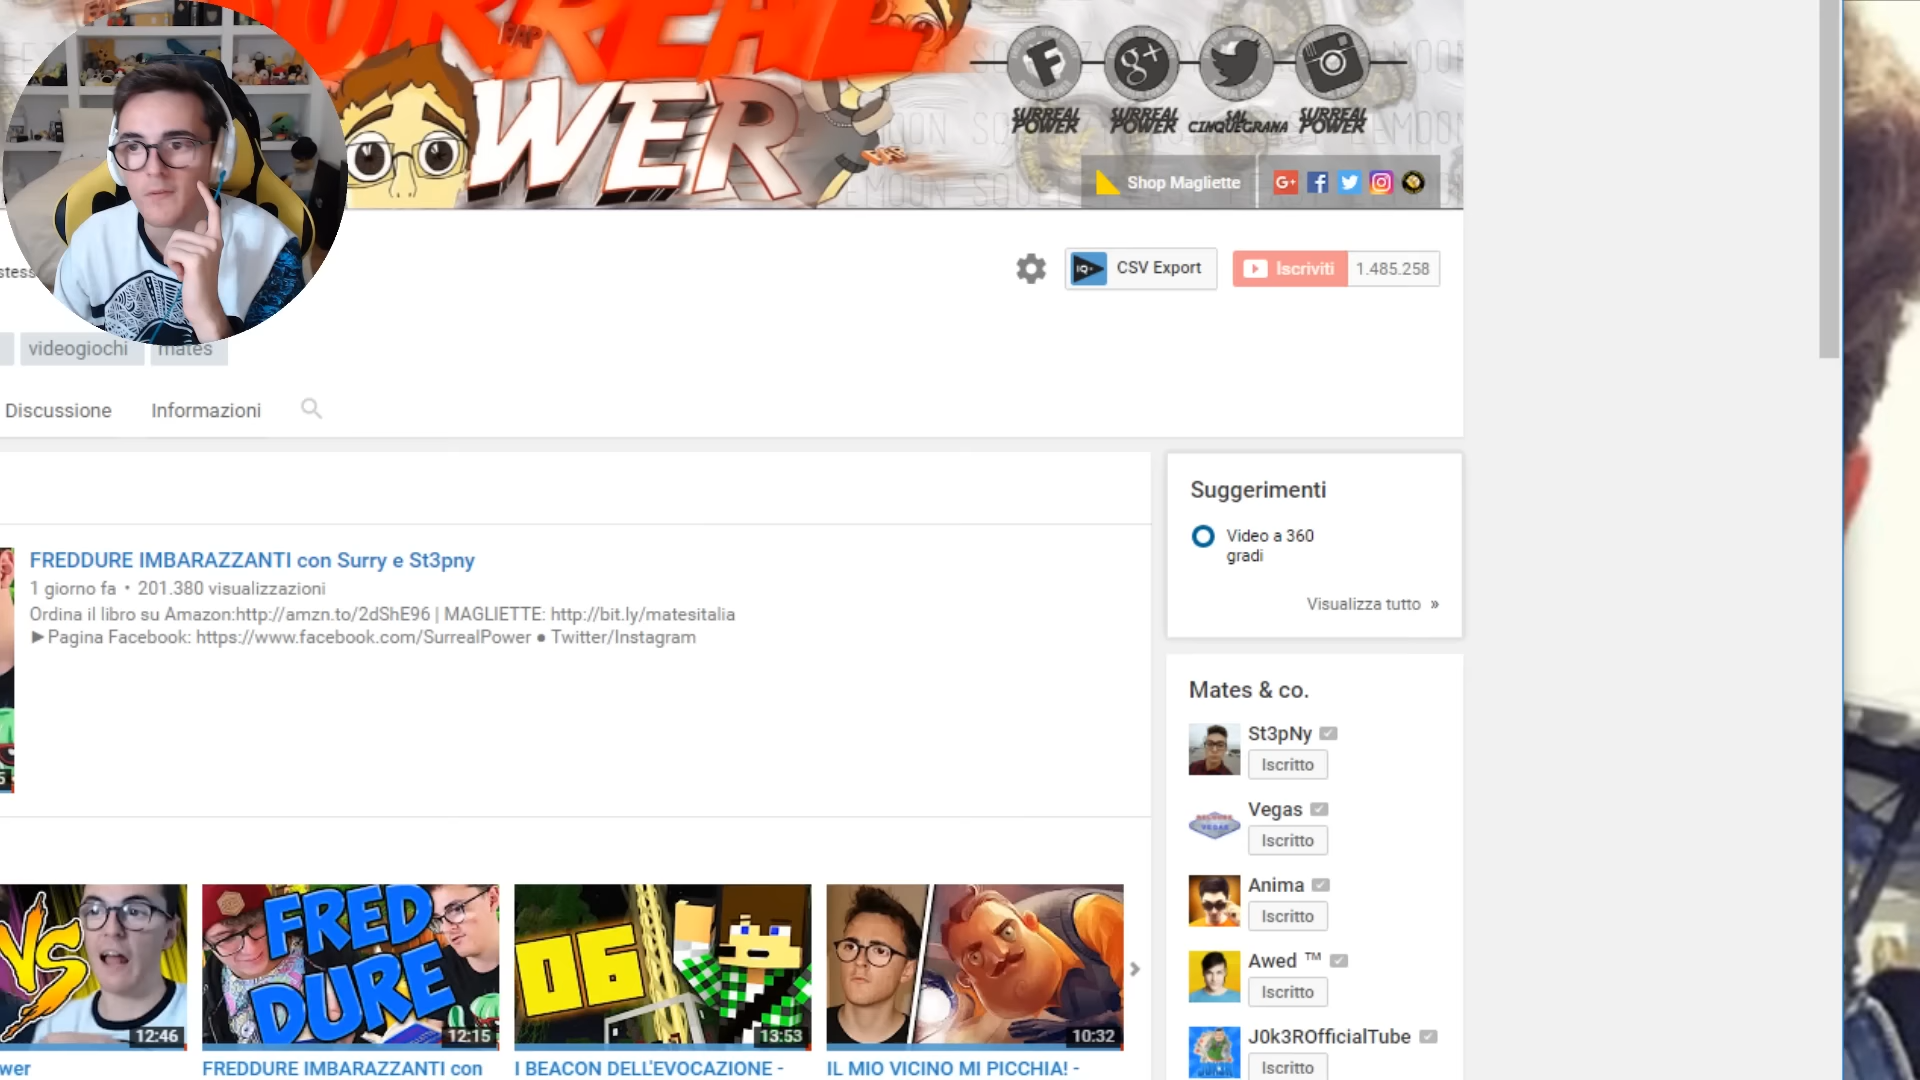 SURREAL
WER
SURREAL POWER
SURREAL POWER
SAL CINQUEGRANA
SURREAL POWER
Shop Magliette
stess
CSV Export
Iscriviti
1.485.258
videogiochi
mates
Discussione
Informazioni
Suggerimenti
Video a 360
gradi
Visualizza tutto »
FREDDURE IMBARAZZANTI con Surry e St3pny
1 giorno fa • 201.380 visualizzazioni
Ordina il libro su Amazon:http://amzn.to/2dShE96 | MAGLIETTE: http://bit.ly/matesitalia
►Pagina Facebook: https://www.facebook.com/SurrealPower ● Twitter/Instagram
Mates & co.
St3pNy
Iscritto
Vegas
Iscritto
Anima
Iscritto
Awed ™
Iscritto
J0k3ROfficialTube
Iscritto
VS
12:46
FRED
DURE
12:15
06
13:53
10:32
wer
FREDDURE IMBARAZZANTI con
I BEACON DELL'EVOCAZIONE -
IL MIO VICINO MI PICCHIA! -